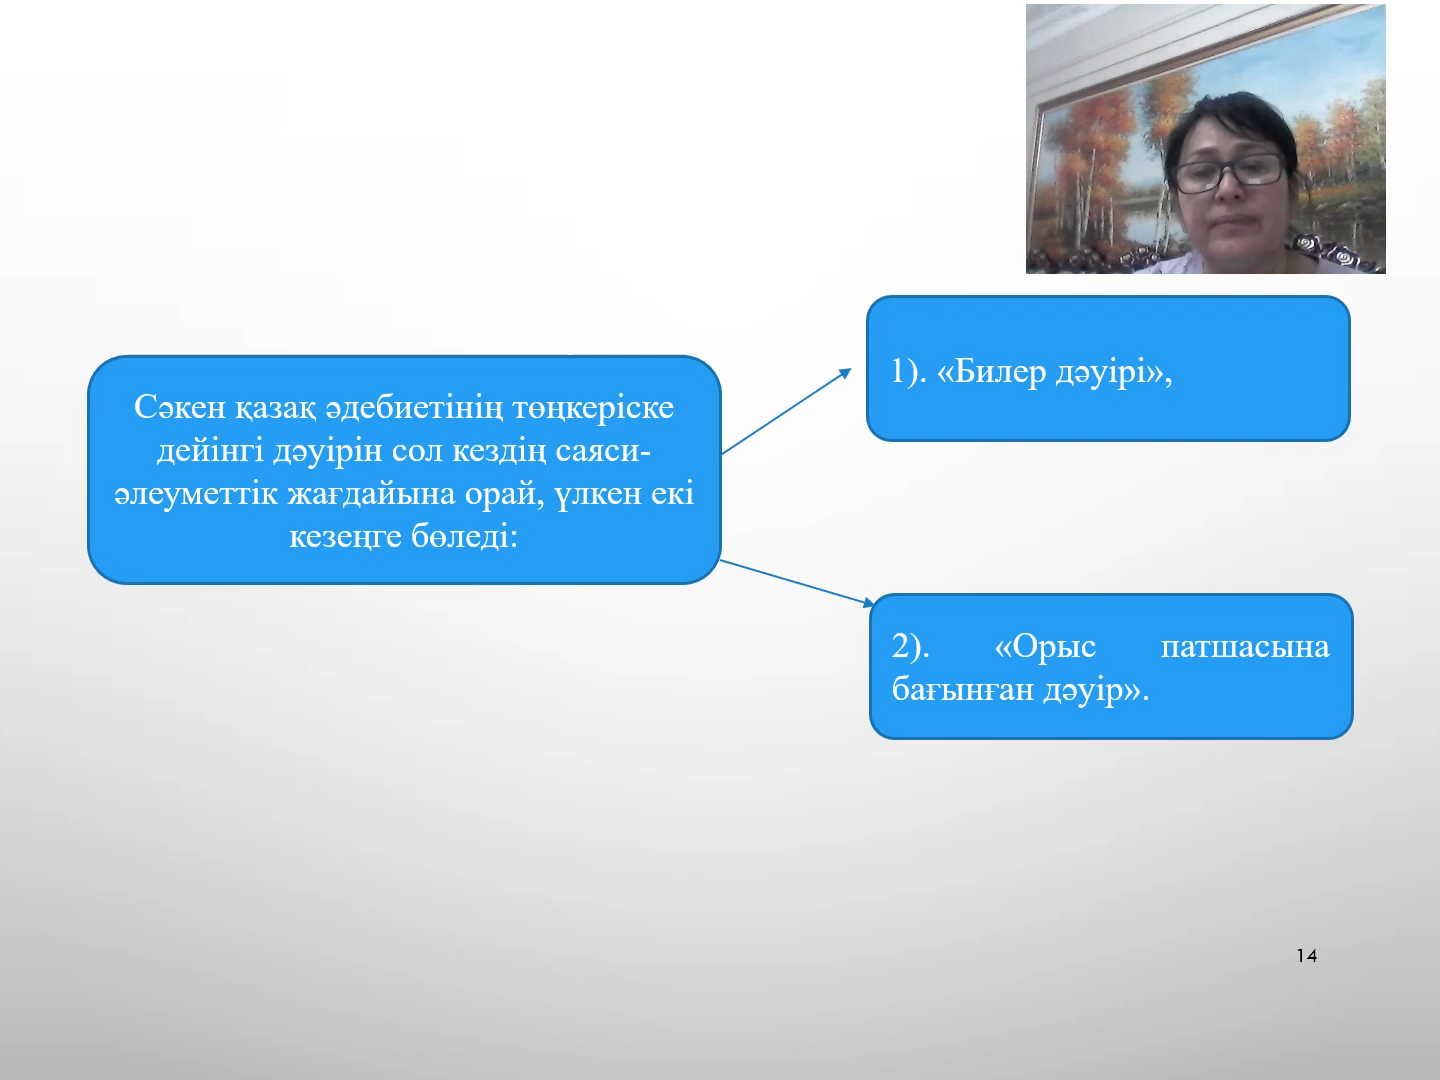 Сәкен қазақ әдебиетінің төңкеріске
дейінгі дәуірін сол кездің саяси-
әлеуметтік жағдайына орай, үлкен екі
кезеңге бөледі:
1). «Билер дәуірі»,
2). «Орыс патшасына
бағынған дәуір».
14